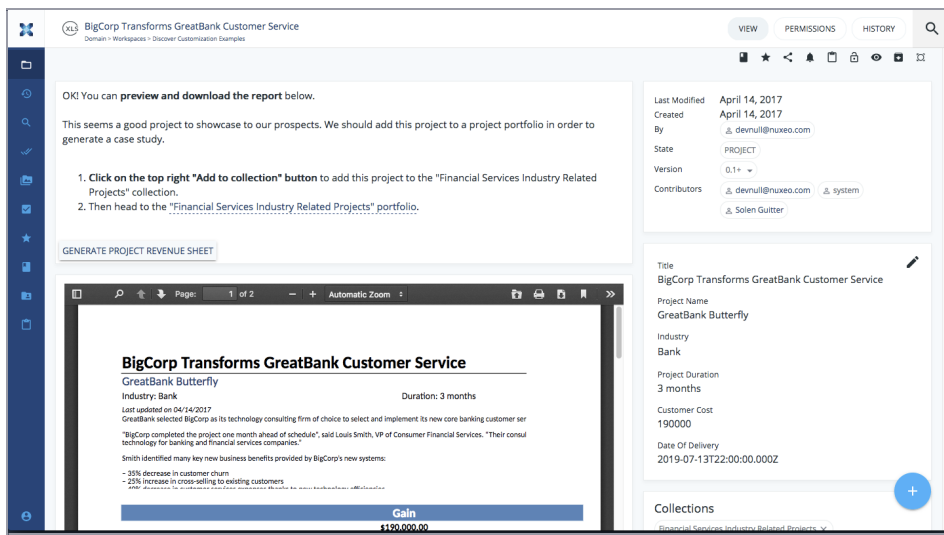 XLS
BigCorp Transforms GreatBank Customer Service
Domain > Workspaces > Discover Customization Examples
VIEW
PERMISSIONS
HISTORY
OK! You can preview and download the report below.
This seems a good project to showcase to our prospects. We should add this project to a project portfolio in order to
generate a case study.
1. Click on the top right "Add to collection" button to add this project to the "Financial Services Industry Related
Projects" collection.
2. Then head to the "Financial Services Industry Related Projects" portfolio.
GENERATE PROJECT REVENUE SHEET
Page: 1 of 2
Automatic Zoom
BigCorp Transforms GreatBank Customer Service
GreatBank Butterfly
Industry: Bank Duration: 3 months
Last updated on 04/14/2017
GreatBank selected BigCorp as its technology consulting firm of choice to select and implement its new core banking customer ser
"BigCorp completed the project one month ahead of schedule", said Louis Smith, VP of Consumer Financial Services. "Their consul
technology for banking and financial services companies."
Smith identified many key new business benefits provided by BigCorp's new systems:
– 35% decrease in customer churn
– 25% increase in cross-selling to existing customers
Gain
$190,000.00
Last Modified April 14, 2017
Created April 14, 2017
By devnull@nuxeo.com
State PROJECT
Version 0.1+
Contributors devnull@nuxeo.com system
Solen Guitter
Title
BigCorp Transforms GreatBank Customer Service
Project Name
GreatBank Butterfly
Industry
Bank
Project Duration
3 months
Customer Cost
190000
Date Of Delivery
2019-07-13T22:00:00.000Z
Collections
Financial Services Industry Related Projects